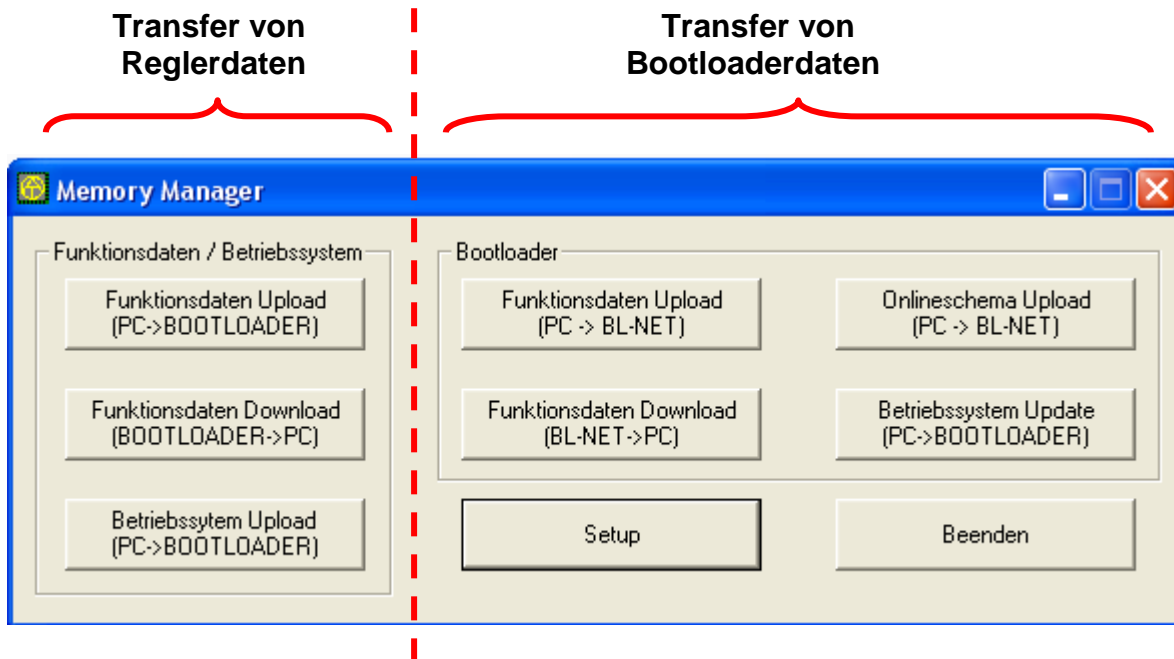 Transfer von
Reglerdaten
Transfer von
Bootloaderdaten
Memory Manager
Funktionsdaten / Betriebssystem
Funktionsdaten Upload
(PC->BOOTLOADER)
Funktionsdaten Download
(BOOTLOADER->PC)
Betriebssytem Upload
(PC->BOOTLOADER)
Bootloader
Funktionsdaten Upload
(PC -> BL-NET)
Onlineschema Upload
(PC -> BL-NET)
Funktionsdaten Download
(BL-NET->PC)
Betriebssystem Update
(PC->BOOTLOADER)
Setup
Beenden